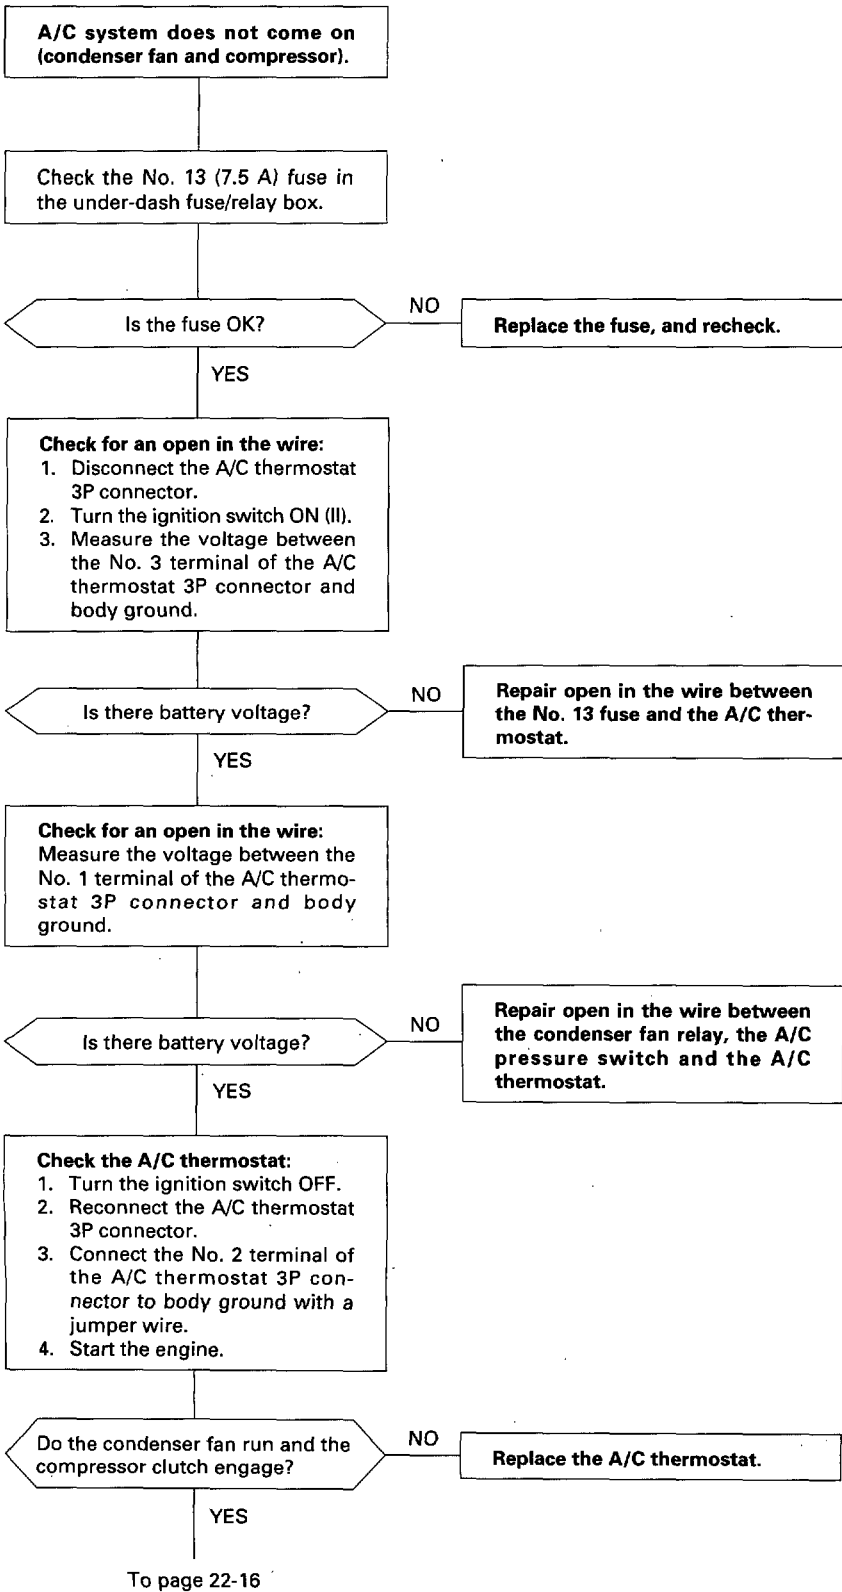 A/C system does not come on
(condenser fan and compressor).
Check the No. 13 (7.5 A) fuse in
the under-dash fuse/relay box.
Is the fuse OK?
NO
Replace the fuse, and recheck.
YES
Check for an open in the wire:
1. Disconnect the A/C thermostat
3P connector.
2. Turn the ignition switch ON (II).
3. Measure the voltage between
the No. 3 terminal of the A/C
thermostat 3P connector and
body ground.
Is there battery voltage?
NO
Repair open in the wire between
the No. 13 fuse and the A/C ther-
mostat.
YES
Check for an open in the wire:
Measure the voltage between the
No. 1 terminal of the A/C thermo-
stat 3P connector and body
ground.
Is there battery voltage?
NO
Repair open in the wire between
the condenser fan relay, the A/C
pressure switch and the A/C
thermostat.
YES
Check the A/C thermostat:
1. Turn the ignition switch OFF.
2. Reconnect the A/C thermostat
3P connector.
3. Connect the No. 2 terminal of
the A/C thermostat 3P con-
nector to body ground with a
jumper wire.
4. Start the engine.
Do the condenser fan run and the
compressor clutch engage?
NO
Replace the A/C thermostat.
YES
To page 22-16